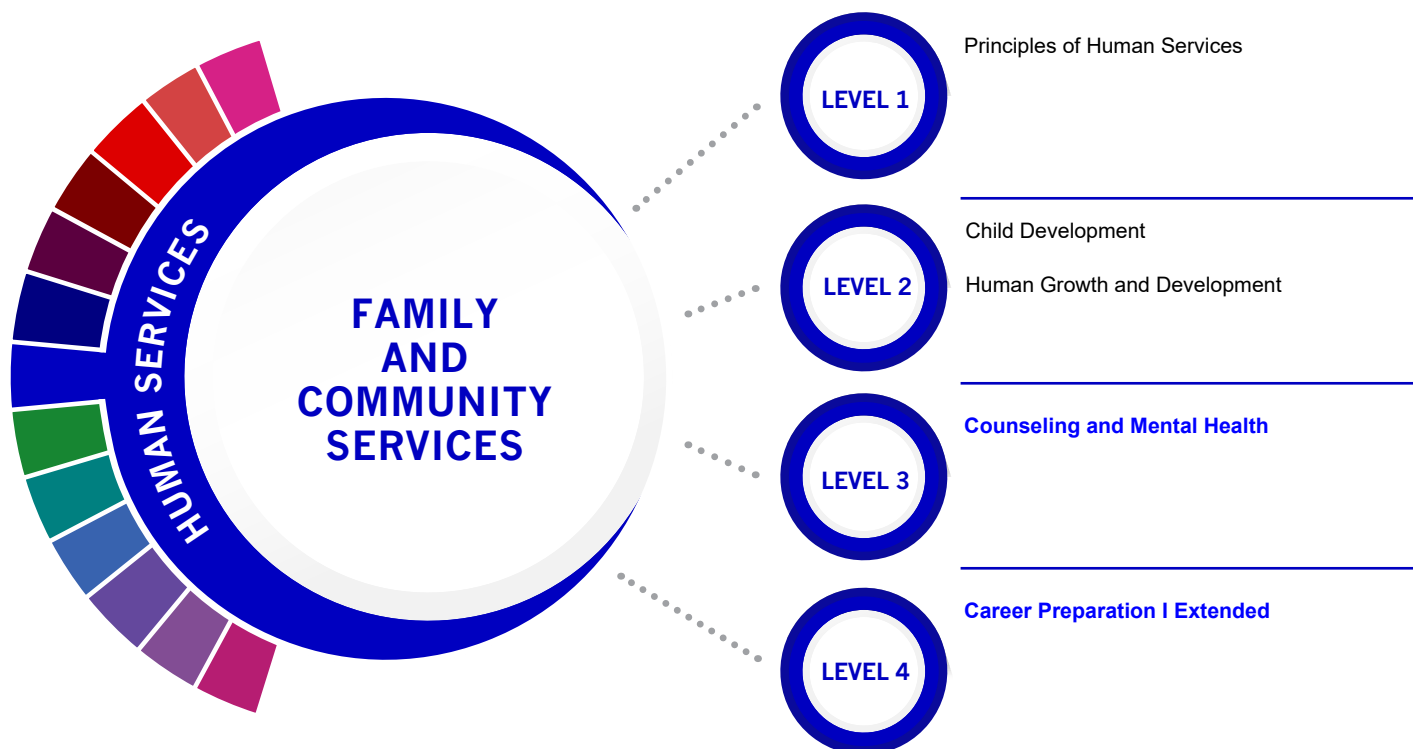 HUMAN SERVICES
FAMILY
AND
COMMUNITY
SERVICES
LEVEL 1
Principles of Human Services
LEVEL 2
Child Development
Human Growth and Development
LEVEL 3
Counseling and Mental Health
LEVEL 4
Career Preparation I Extended